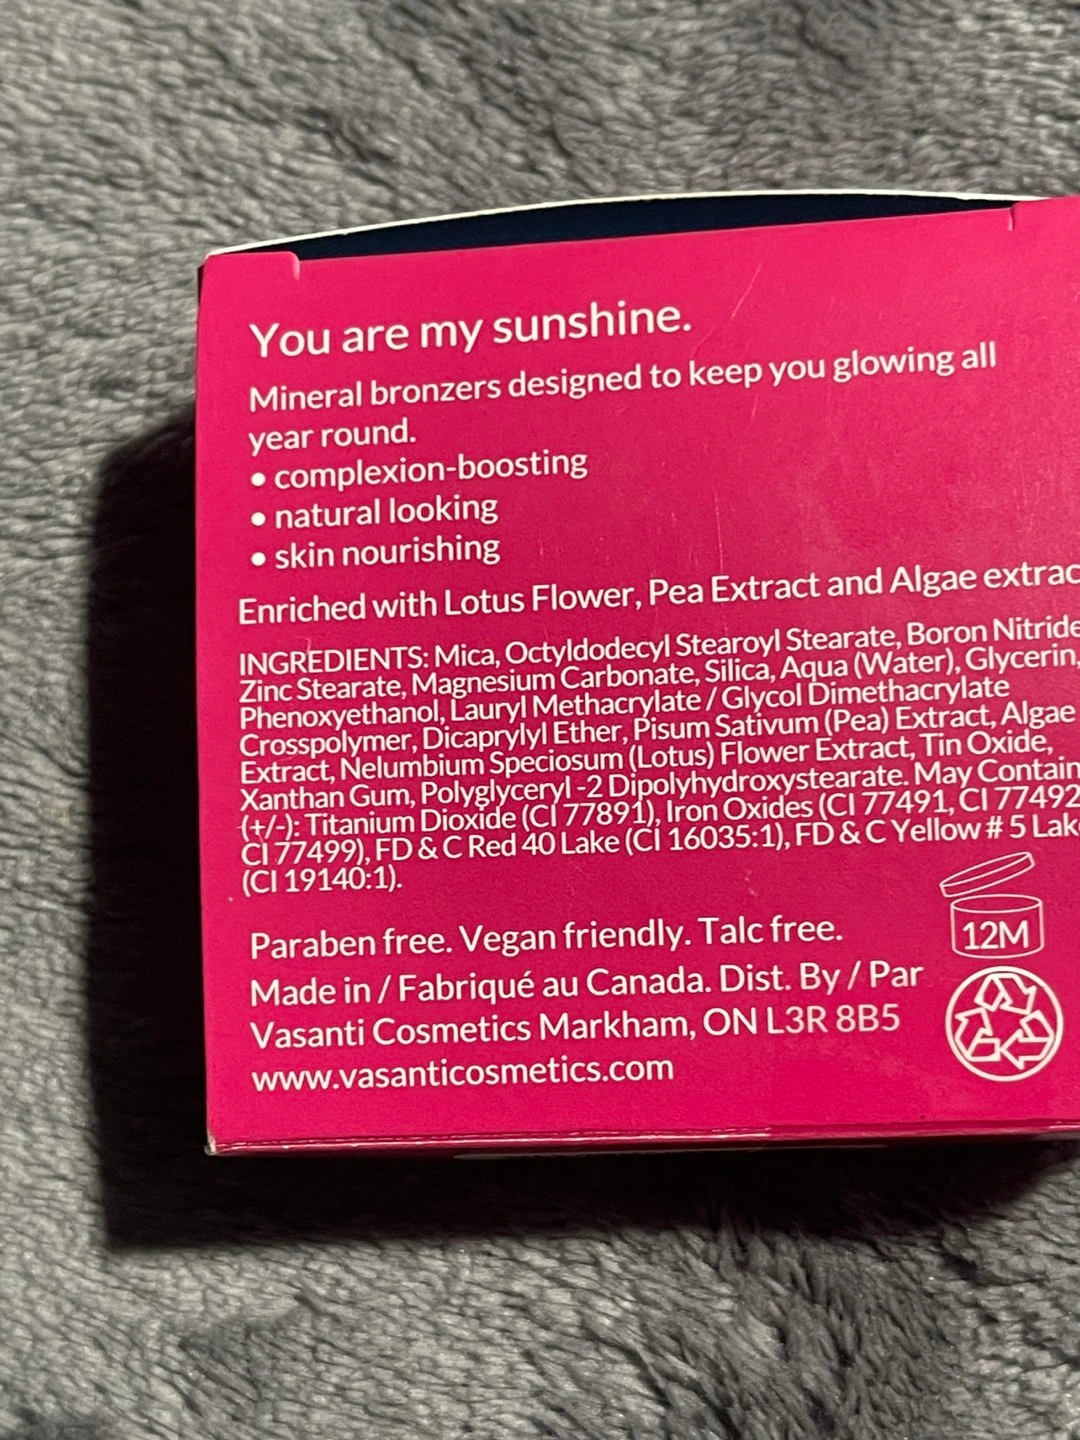 You are my sunshine.
Mineral bronzers designed to keep you glowing all
year round.
• complexion-boosting
• natural looking
• skin nourishing
Enriched with Lotus Flower, Pea Extract and Algae extrac
INGREDIENTS: Mica, Octyldodecyl Stearoyl Stearate, Boron Nitride
Zinc Stearate, Magnesium Carbonate, Silica, Aqua (Water), Glycerin,
Phenoxyethanol, Lauryl Methacrylate / Glycol Dimethacrylate
Crosspolymer, Dicaprylyl Ether, Pisum Sativum (Pea) Extract, Algae
Extract, Nelumbium Speciosum (Lotus) Flower Extract, Tin Oxide,
Xanthan Gum, Polyglyceryl -2 Dipolyhydroxystearate. May Contain
(+/-): Titanium Dioxide (CI 77891), Iron Oxides (CI 77491, CI 77492
CI 77499), FD & C Red 40 Lake (CI 16035:1), FD & C Yellow # 5 Lak
(CI 19140:1).
Paraben free. Vegan friendly. Talc free.
12M
Made in / Fabriqué au Canada. Dist. By / Par
Vasanti Cosmetics Markham, ON L3R 8B5
www.vasanticosmetics.com